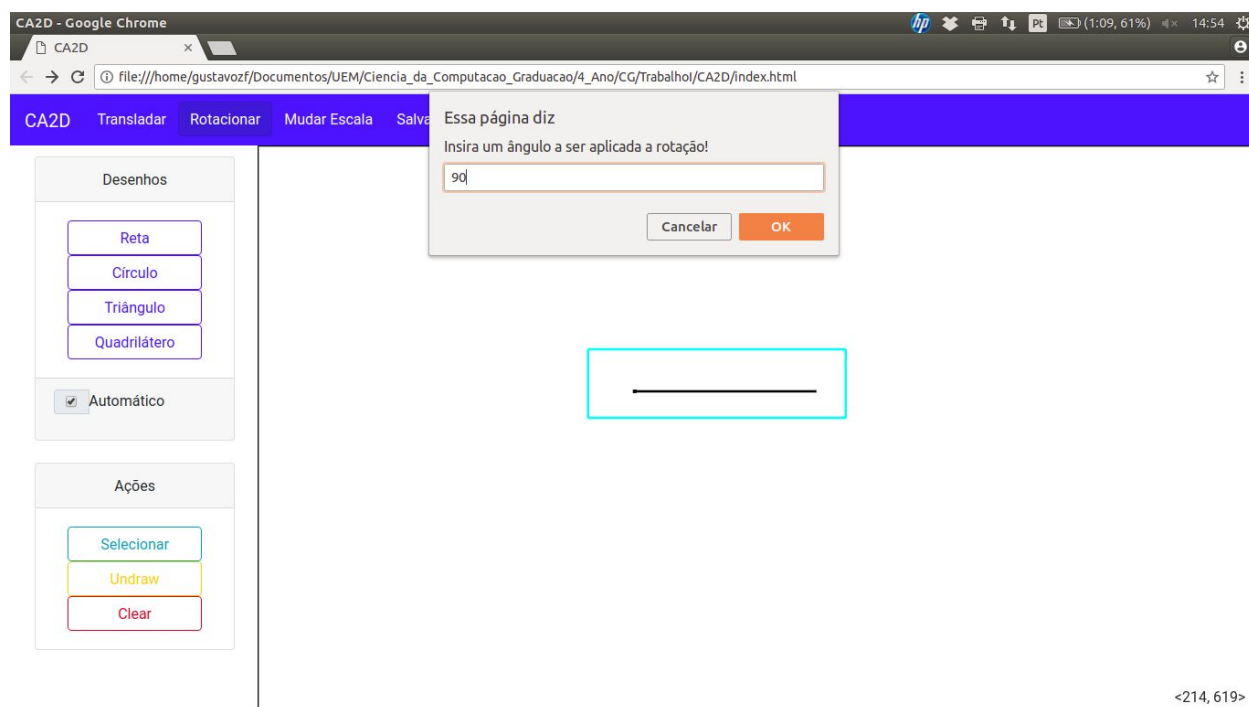 CA2D - Google Chrome
hp Pt (1:09, 61%) 14:54
CA2D ×
file:///home/gustavozf/Documentos/UEM/Ciencia_da_Computacao_Graduacao/4_Ano/CG/TrabalhoI/CA2D/index.html
CA2D Transladar Rotacionar Mudar Escala Salva
Essa página diz
Insira um ângulo a ser aplicada a rotação!
90
Cancelar OK
Desenhos
Reta
Círculo
Triângulo
Quadrilátero
Automático
Ações
Selecionar
Undraw
Clear
<214, 619>